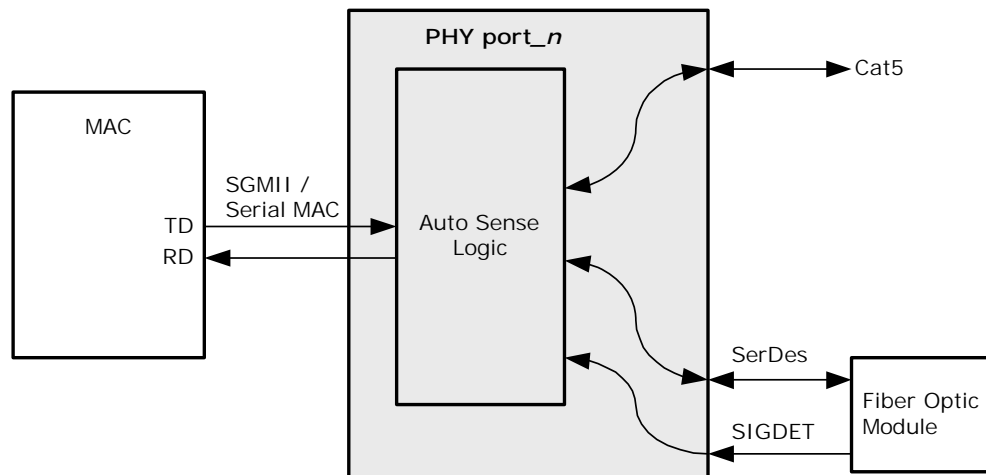 PHY port_n
Cat5
MAC
SGMII /
Serial MAC
TD
RD
Auto Sense
Logic
SerDes
SIGDET
Fiber Optic
Module